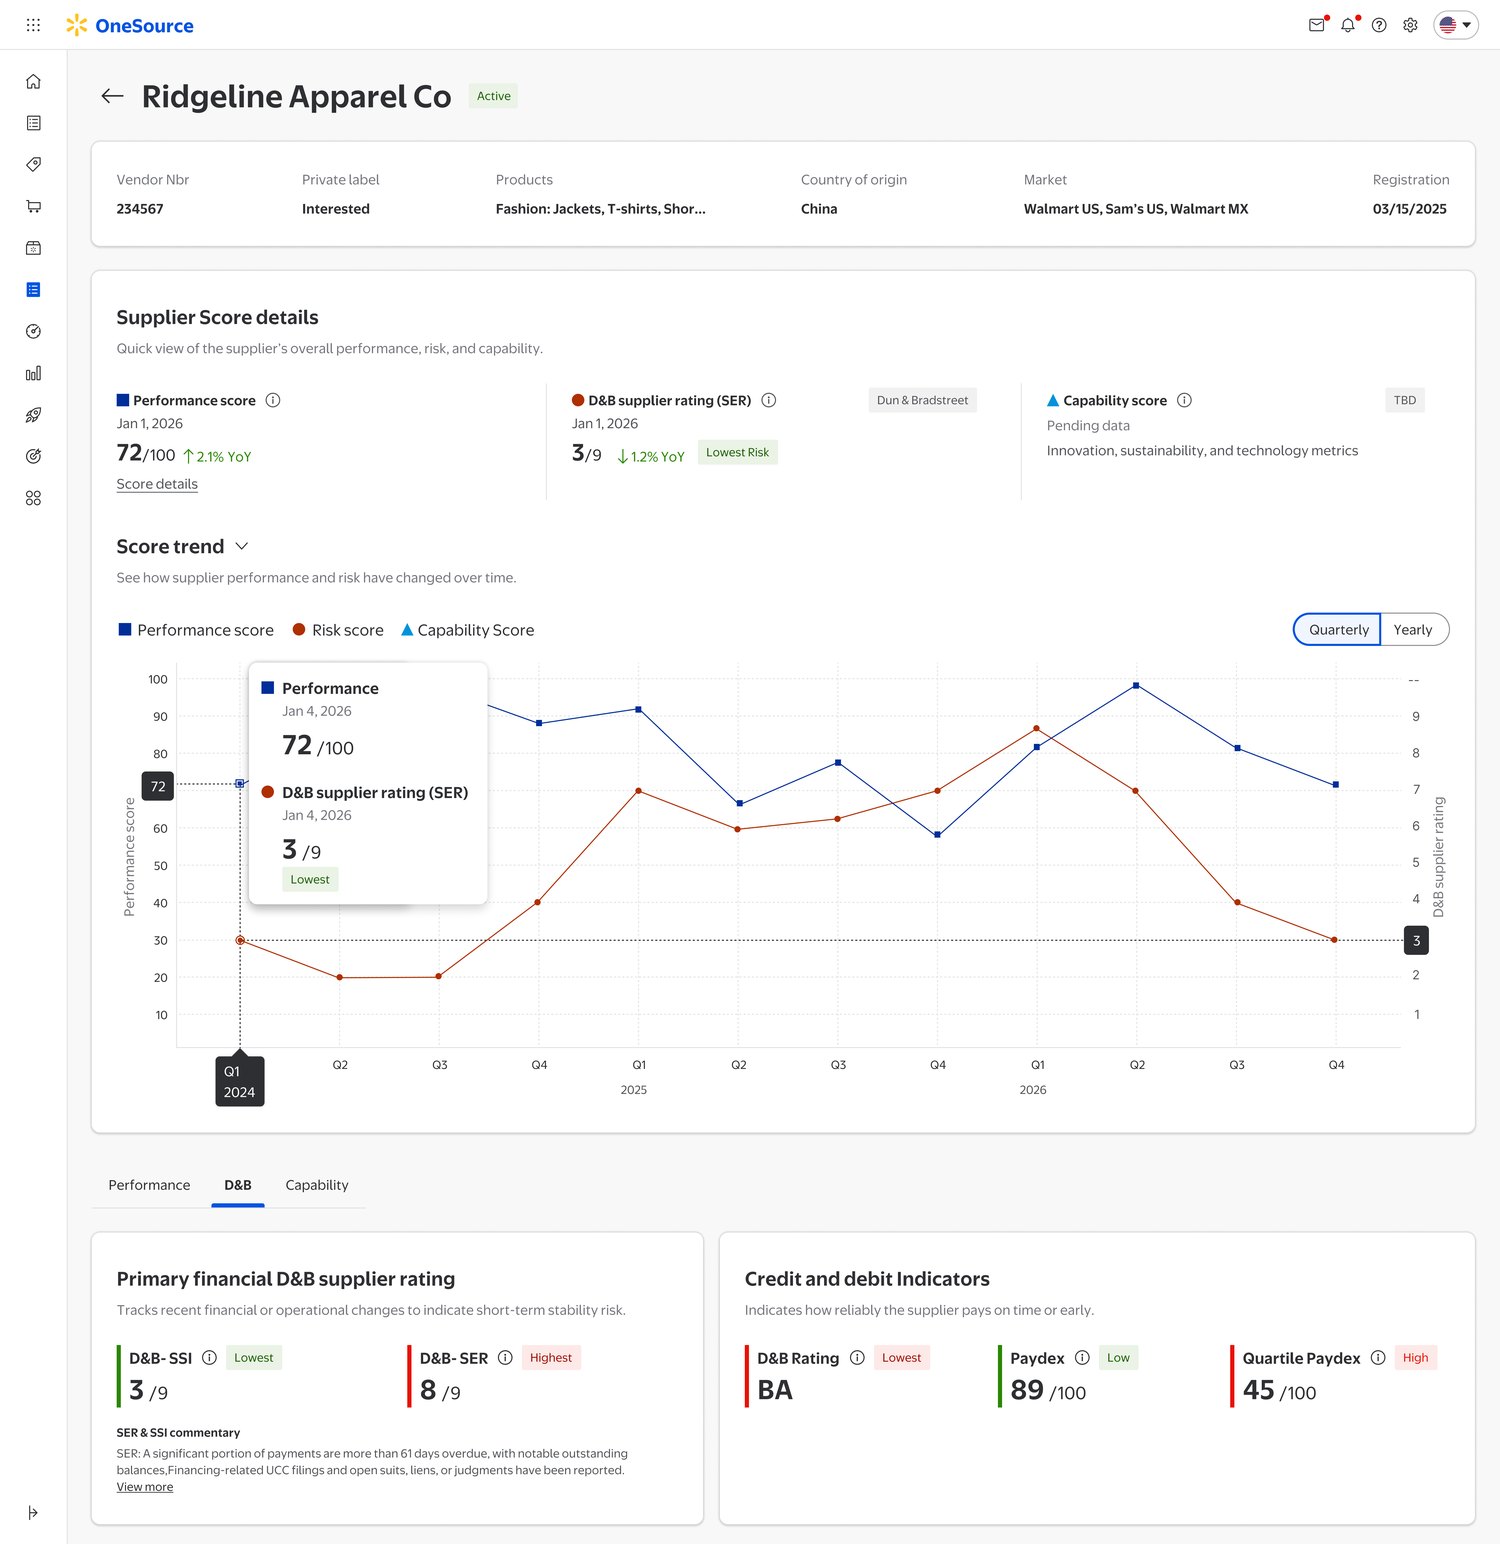 OneSource
Ridgeline Apparel Co
Active
Vendor Nbr
234567
Private label
Interested
Products
Fashion: Jackets, T-shirts, Shor...
Country of origin
China
Market
Walmart US, Sam's US, Walmart MX
Registration
03/15/2025
Supplier Score details
Quick view of the supplier's overall performance, risk, and capability.
Performance score
Jan 1, 2026
72/100 ↑ 2.1% YoY
Score details
D&B supplier rating (SER)
Dun & Bradstreet
Jan 1, 2026
3/9 ↓ 1.2% YoY Lowest Risk
Capability score
TBD
Pending data
Innovation, sustainability, and technology metrics
Score trend
See how supplier performance and risk have changed over time.
Performance score Risk score Capability Score
Quarterly Yearly
Performance score
100
90
80
72
60
50
40
30
20
10
Performance
Jan 4, 2026
72 /100
D&B supplier rating (SER)
Jan 4, 2026
3 /9
Lowest
--
9
8
7
6
5
4
3
2
1
D&B supplier rating
Q1 Q2 Q3 Q4 Q1 Q2 Q3 Q4 Q1 Q2 Q3 Q4
2024 2025 2026
Performance D&B Capability
Primary financial D&B supplier rating
Tracks recent financial or operational changes to indicate short-term stability risk.
D&B- SSI Lowest
3 /9
D&B- SER Highest
8 /9
SER & SSI commentary
SER: A significant portion of payments are more than 61 days overdue, with notable outstanding
balances,Financing-related UCC filings and open suits, liens, or judgments have been reported.
View more
Credit and debit Indicators
Indicates how reliably the supplier pays on time or early.
D&B Rating Lowest
BA
Paydex Low
89 /100
Quartile Paydex High
45 /100